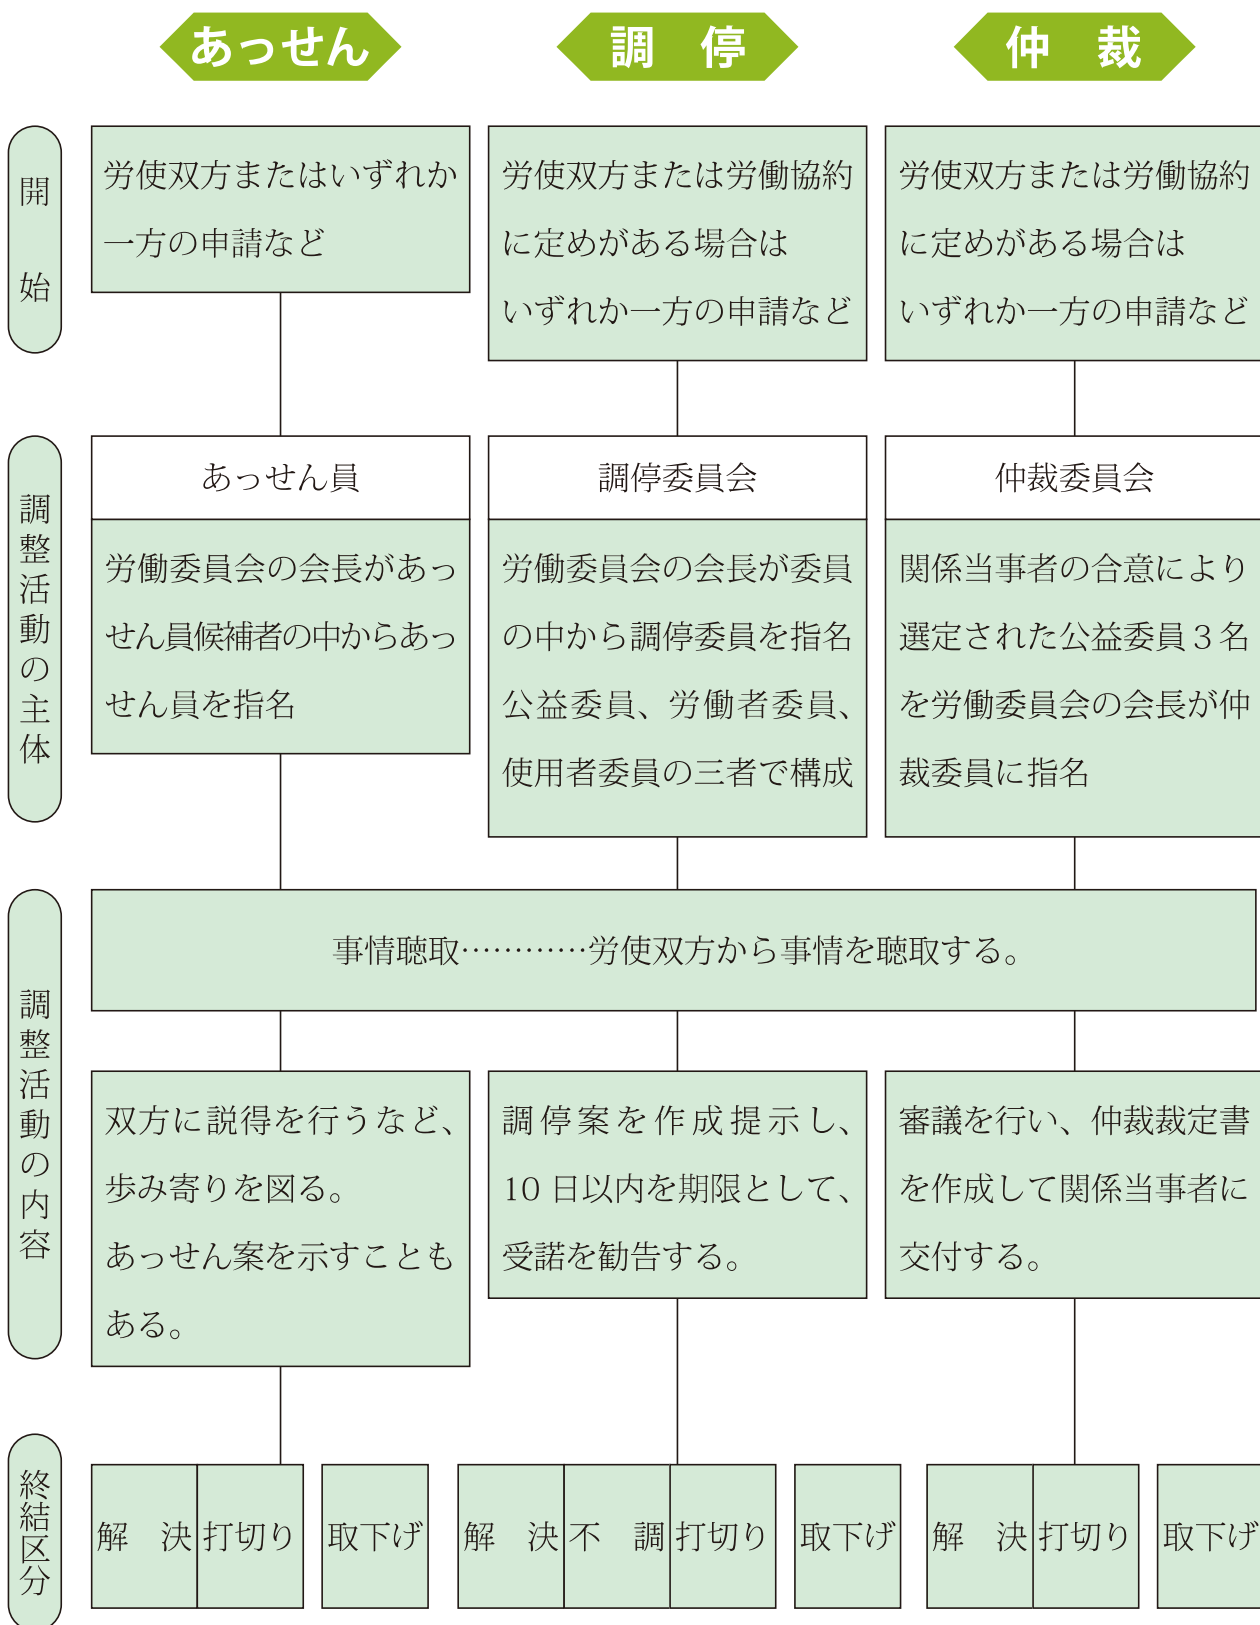 あっせん
調　停
仲　裁
開　始
労使双方またはいずれか
一方の申請など
労使双方または労働協約
に定めがある場合は
いずれか一方の申請など
労使双方または労働協約
に定めがある場合は
いずれか一方の申請など
調整活動の主体
あっせん員
労働委員会の会長があっ
せん員候補者の中からあっ
せん員を指名
調停委員会
労働委員会の会長が委員
の中から調停委員を指名
公益委員、労働者委員、
使用者委員の三者で構成
仲裁委員会
関係当事者の合意により
選定された公益委員３名
を労働委員会の会長が仲
裁委員に指名
調整活動の内容
事情聴取…………労使双方から事情を聴取する。
双方に説得を行うなど、
歩み寄りを図る。
あっせん案を示すことも
ある。
調停案を作成提示し、
10 日以内を期限として、
受諾を勧告する。
審議を行い、仲裁裁定書
を作成して関係当事者に
交付する。
終結区分
解　決
打切り
取下げ
解　決
不　調
打切り
取下げ
解　決
打切り
取下げ